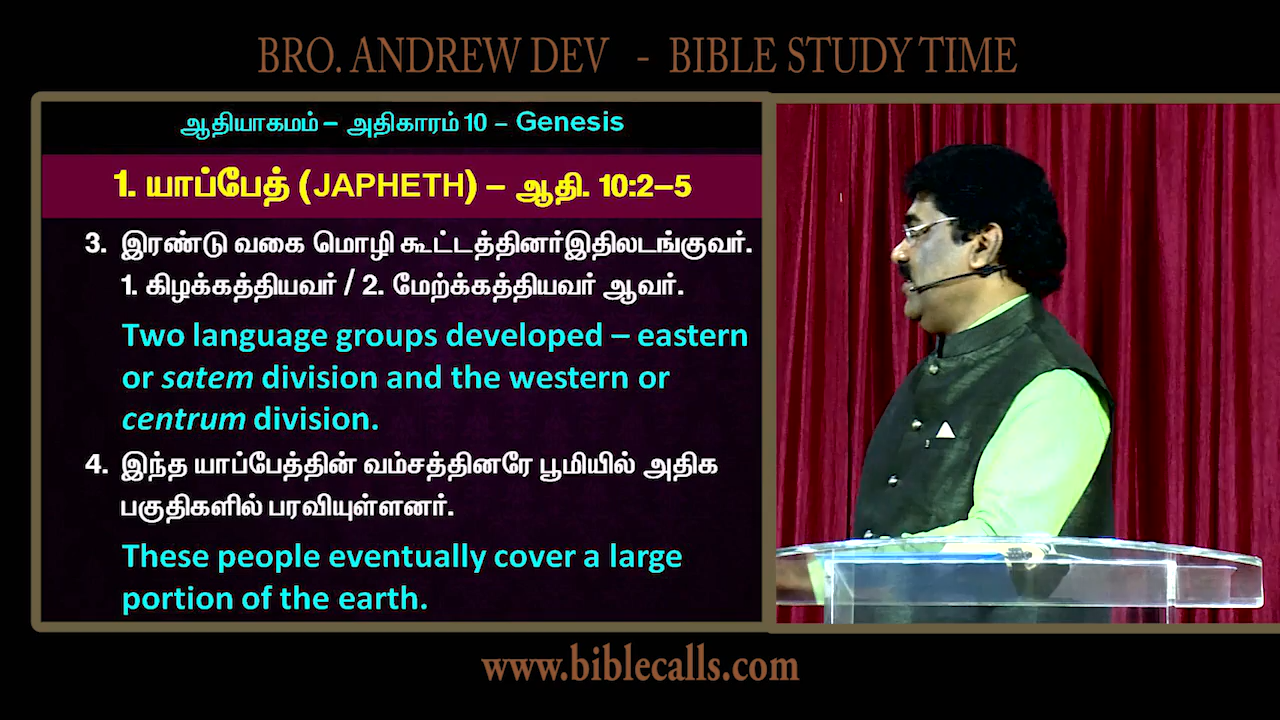 BRO. ANDREW DEV - BIBLE STUDY TIME
ஆதியாகமம் – அதிகாரம் 10 – Genesis
1. யாப்பேத் (JAPHETH) – ஆதி. 10:2–5
3. இரண்டு வகை மொழி கூட்டத்தினர்இதிலடங்குவர்.
1. கிழக்கத்தியவர் / 2. மேற்க்கத்தியவர் ஆவர்.
Two language groups developed – eastern
or satem division and the western or
centrum division.
4. இந்த யாப்பேத்தின் வம்சத்தினரே பூமியில் அதிக
பகுதிகளில் பரவியுள்ளனர்.
These people eventually cover a large
portion of the earth.
www.biblecalls.com